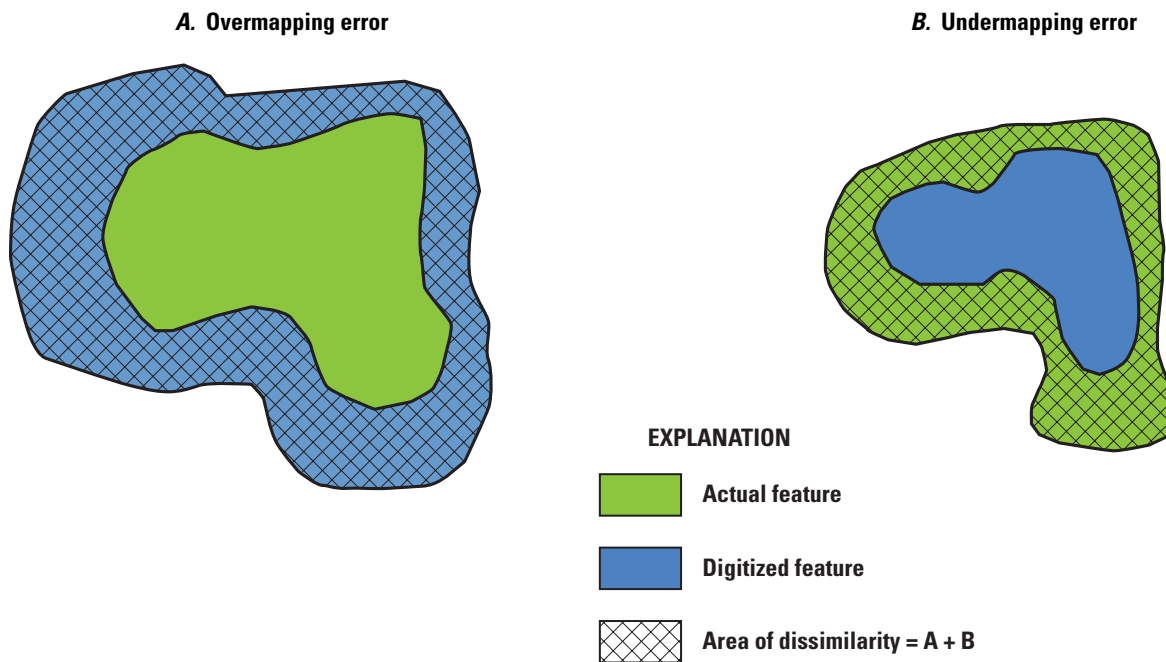 A. Overmapping error
B. Undermapping error
EXPLANATION
Actual feature
Digitized feature
Area of dissimilarity = A + B